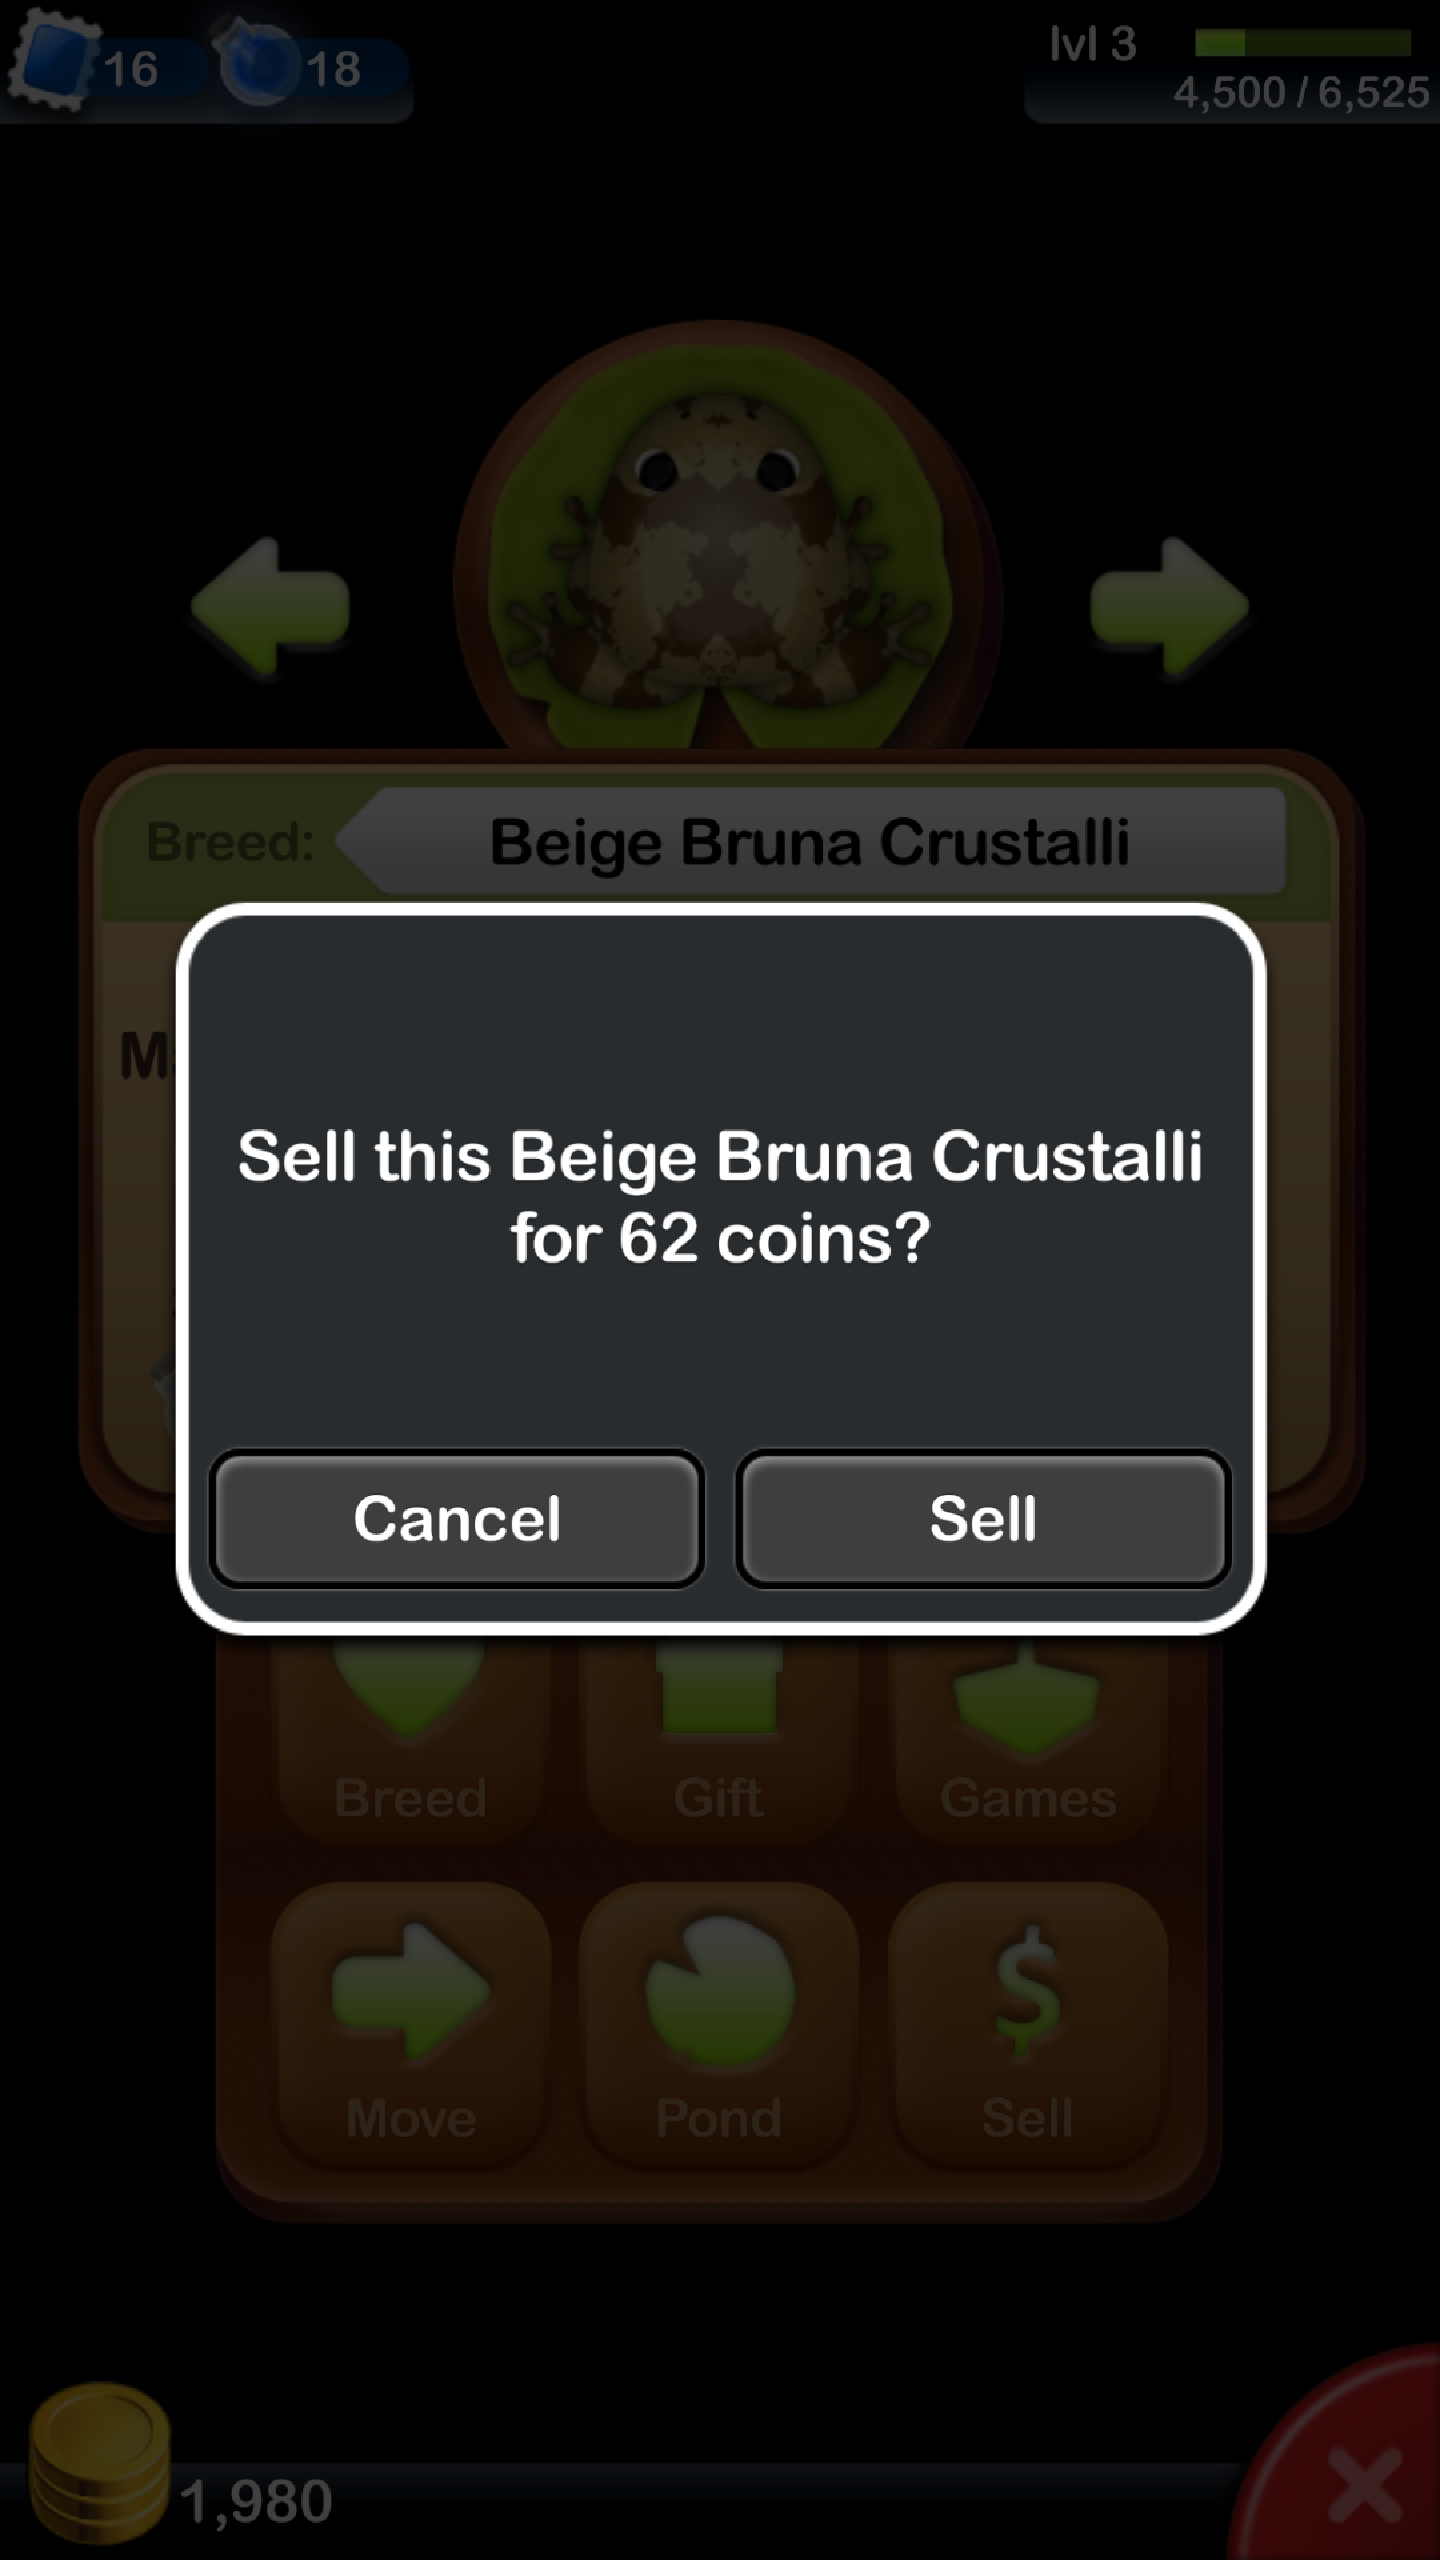 16
18
lvl 3
4,500 / 6,525
Breed:
Beige Bruna Crustalli
Sell this Beige Bruna Crustalli
for 62 coins?
Cancel
Sell
Breed
Gift
Games
Move
Pond
$
Sell
1,980